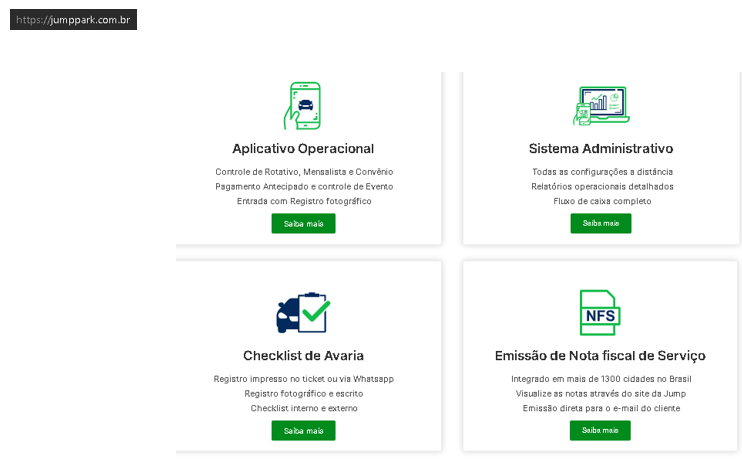 https://jumppark.com.br
Aplicativo Operacional
Controle de Rotativo, Mensalista e Convênio
Pagamento Antecipado e controle de Evento
Entrada com Registro fotográfico
Saiba mais
Sistema Administrativo
Todas as configurações a distância
Relatórios operacionais detalhados
Fluxo de caixa completo
Saiba mais
Checklist de Avaria
Registro impresso no ticket ou via Whatsapp
Registro fotográfico e escrito
Checklist interno e externo
Saiba mais
NFS
Emissão de Nota fiscal de Serviço
Integrado em mais de 1300 cidades no Brasil
Visualize as notas através do site da Jump
Emissão direta para o e-mail do cliente
Saiba mais